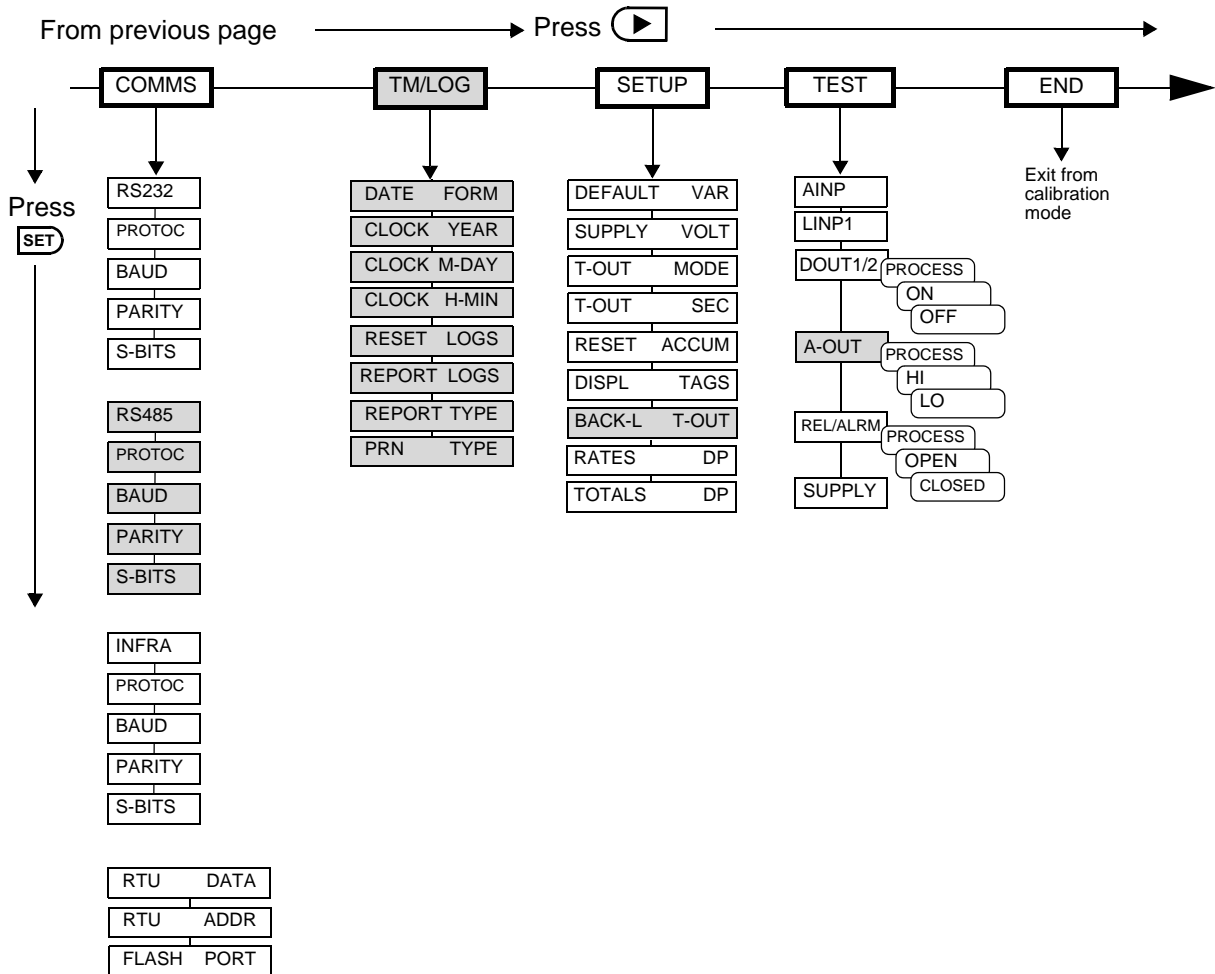 From previous page
Press
COMMS
TM/LOG
SETUP
TEST
END
Press
SET
RS232
PROTOC
BAUD
PARITY
S-BITS
RS485
PROTOC
BAUD
PARITY
S-BITS
INFRA
PROTOC
BAUD
PARITY
S-BITS
RTU DATA
RTU ADDR
FLASH PORT
DATE FORM
CLOCK YEAR
CLOCK M-DAY
CLOCK H-MIN
RESET LOGS
REPORT LOGS
REPORT TYPE
PRN TYPE
DEFAULT VAR
SUPPLY VOLT
T-OUT MODE
T-OUT SEC
RESET ACCUM
DISPL TAGS
BACK-L T-OUT
RATES DP
TOTALS DP
AINP
LINP1
DOUT1/2
PROCESS
ON
OFF
A-OUT
PROCESS
HI
LO
REL/ALRM
PROCESS
OPEN
CLOSED
SUPPLY
Exit from
calibration
mode